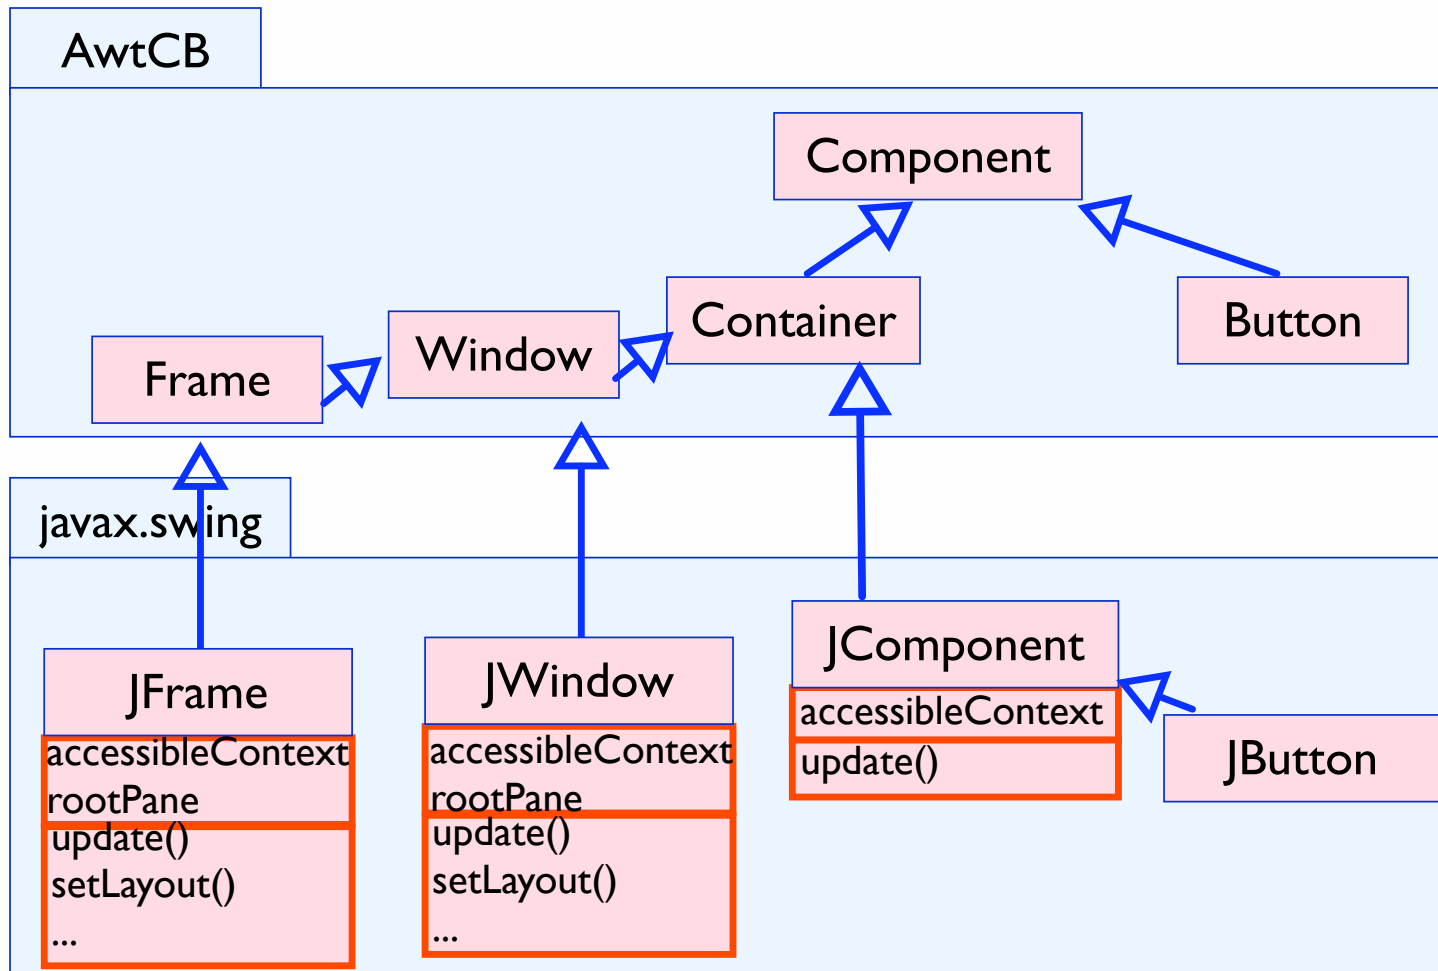 AwtCB
Component
Container
Button
Window
Frame
javax.swing
JFrame
accessibleContext
rootPane
update()
setLayout()
...
JWindow
accessibleContext
rootPane
update()
setLayout()
...
JComponent
accessibleContext
update()
JButton